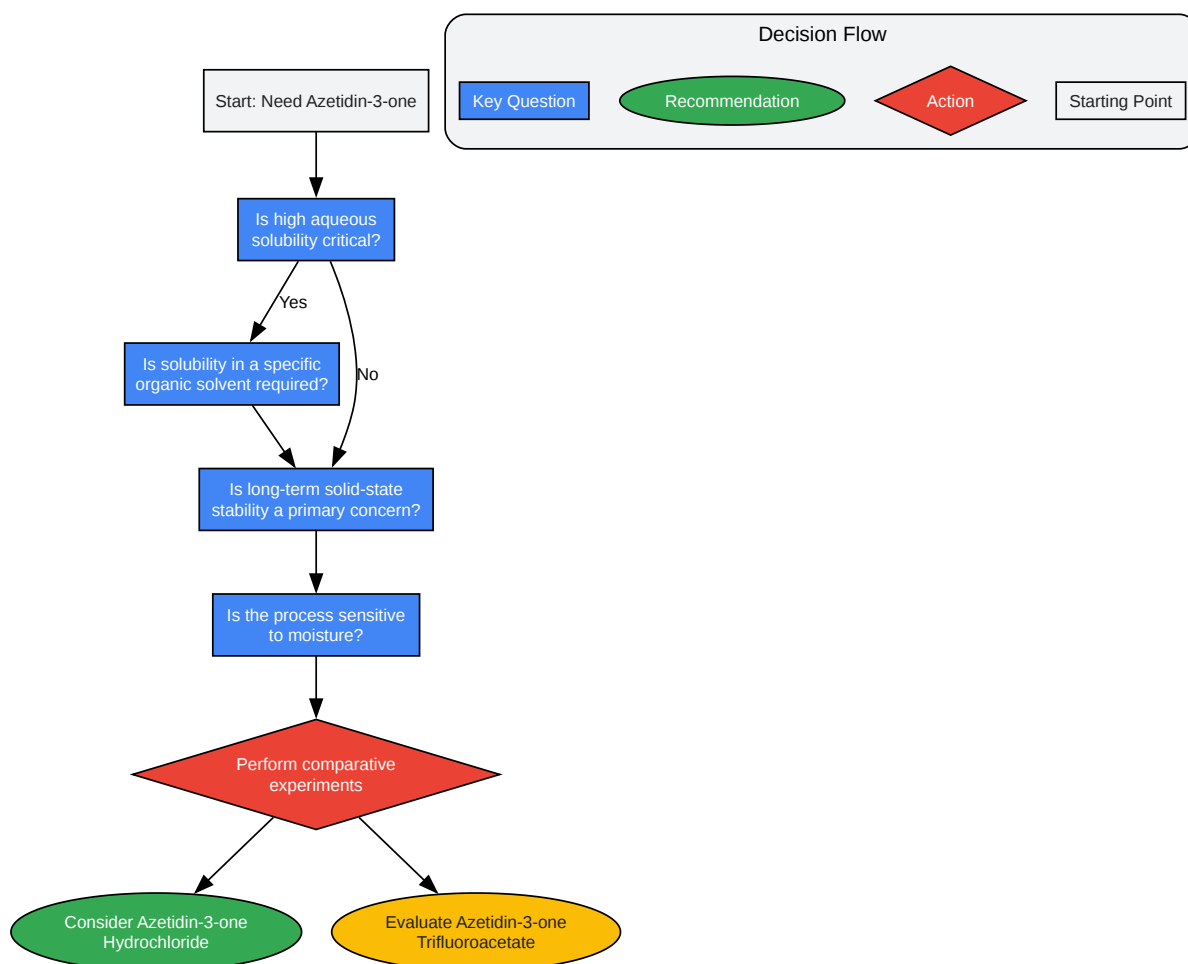 Decision Flow
Key Question
Recommendation
Action
Starting Point
Start: Need Azetidin-3-one
Is high aqueous
solubility critical?
Yes
No
Is solubility in a specific
organic solvent required?
Is long-term solid-state
stability a primary concern?
Is the process sensitive
to moisture?
Perform comparative
experiments
Consider Azetidin-3-one
Hydrochloride
Evaluate Azetidin-3-one
Trifluoroacetate